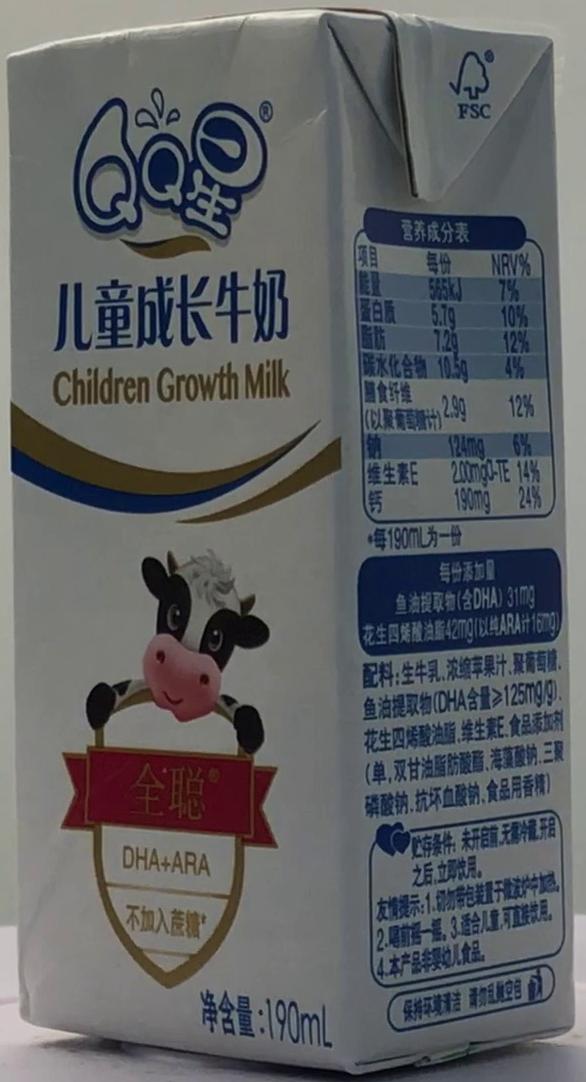 QQ星®
儿童成长牛奶
Children Growth Milk
全聪®
DHA+ARA
不加入蔗糖*
净含量:190mL
FSC
营养成分表
项目 每份 NRV%
能量 565kJ 7%
蛋白质 5.7g 10%
脂肪 7.2g 12%
碳水化合物 10.5g 4%
膳食纤维
(以聚葡萄糖计) 2.9g 12%
钠 124mg 6%
维生素E 2.00mgα-TE 14%
钙 190mg 24%
*每190mL为一份
每份添加量
鱼油提取物(含DHA) 31mg
花生四烯酸油脂42mg(以纯ARA计16mg)
配料:生牛乳、浓缩苹果汁、聚葡萄糖、
鱼油提取物(DHA含量≥125mg/g)、
花生四烯酸油脂、维生素E、食品添加剂
(单,双甘油脂肪酸酯、海藻酸钠、三聚
磷酸钠、抗坏血酸钠、食品用香精)
贮存条件:未开启前,无需冷藏,开启
之后,立即饮用。
友情提示:1.切勿带包装置于微波炉中加热。
2.喝前摇一摇。3.适合儿童,可直接饮用。
4.本产品非婴幼儿食品。
保持环境清洁 请勿乱抛空包